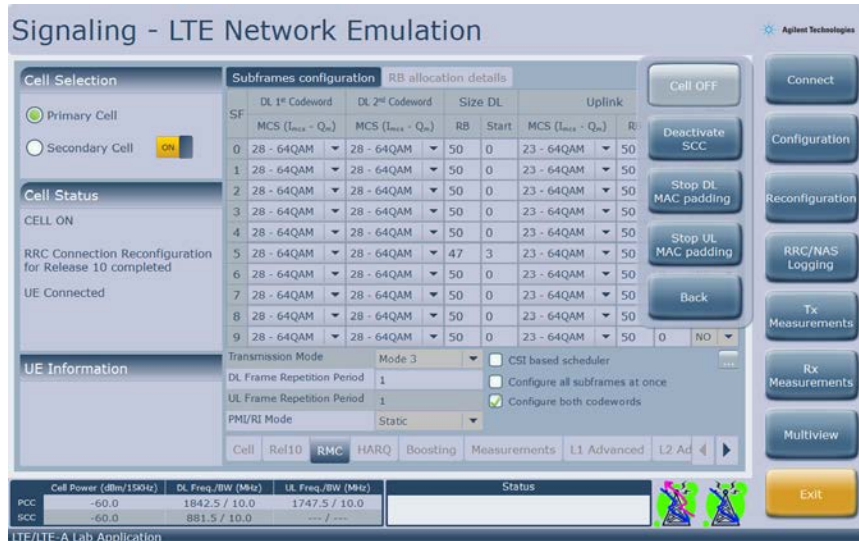 Signaling - LTE Network Emulation
Agilent Technologies
Cell Selection
Primary Cell
Secondary Cell ON
Cell Status
CELL ON
RRC Connection Reconfiguration
for Release 10 completed
UE Connected
UE Information
Subframes configuration RB allocation details
SF DL 1st Codeword DL 2nd Codeword Size DL Uplink
MCS (Imcs - Qm) MCS (Imcs - Qm) RB Start MCS (Imcs - Qm)
0 28 - 64QAM 28 - 64QAM 50 0 23 - 64QAM 50
1 28 - 64QAM 28 - 64QAM 50 0 23 - 64QAM 50
2 28 - 64QAM 28 - 64QAM 50 0 23 - 64QAM 50
3 28 - 64QAM 28 - 64QAM 50 0 23 - 64QAM 50
4 28 - 64QAM 28 - 64QAM 50 0 23 - 64QAM 50
5 28 - 64QAM 28 - 64QAM 47 3 23 - 64QAM 50
6 28 - 64QAM 28 - 64QAM 50 0 23 - 64QAM 50
7 28 - 64QAM 28 - 64QAM 50 0 23 - 64QAM 50
8 28 - 64QAM 28 - 64QAM 50 0 23 - 64QAM 50
9 28 - 64QAM 28 - 64QAM 50 0 23 - 64QAM 50 0 NO
Transmission Mode Mode 3
DL Frame Repetition Period 1
UL Frame Repetition Period 1
PMI/RI Mode Static
CSI based scheduler
...
Configure all subframes at once
Configure both codewords
Cell Rel10 RMC HARQ Boosting Measurements L1 Advanced L2 Ad
Cell OFF
Deactivate
SCC
Stop DL
MAC padding
Stop UL
MAC padding
Back
Connect
Configuration
Reconfiguration
RRC/NAS
Logging
Tx
Measurements
Rx
Measurements
Multiview
Exit
Cell Power (dBm/15KHz) DL Freq./BW (MHz) UL Freq./BW (MHz) Status
PCC -60.0 1842.5 / 10.0 1747.5 / 10.0
SCC -60.0 881.5 / 10.0 --- / ---
LTE/LTE-A Lab Application